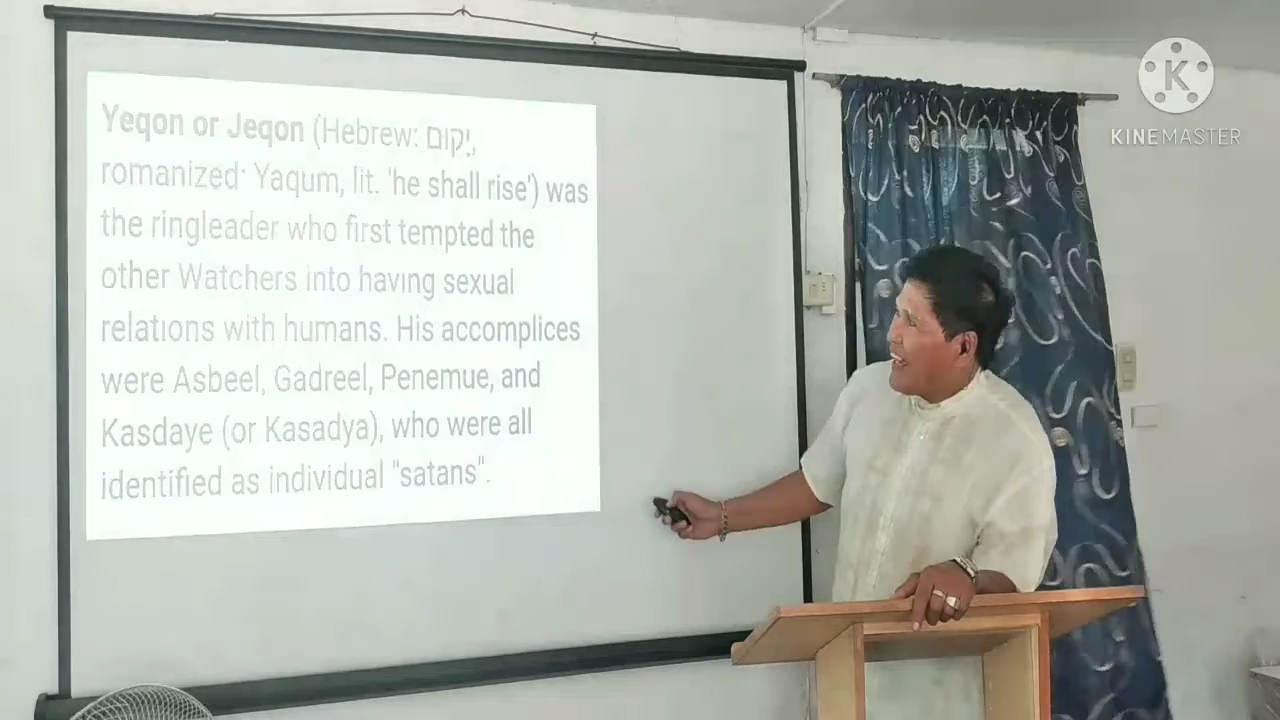 Yeqon or Jeqon (Hebrew: יָקוּם,
romanized: Yaqum, lit. 'he shall rise') was
the ringleader who first tempted the
other Watchers into having sexual
relations with humans. His accomplices
were Asbeel, Gadreel, Penemue, and
Kasdaye (or Kasadya), who were all
identified as individual "satans".
K
KINEMASTER